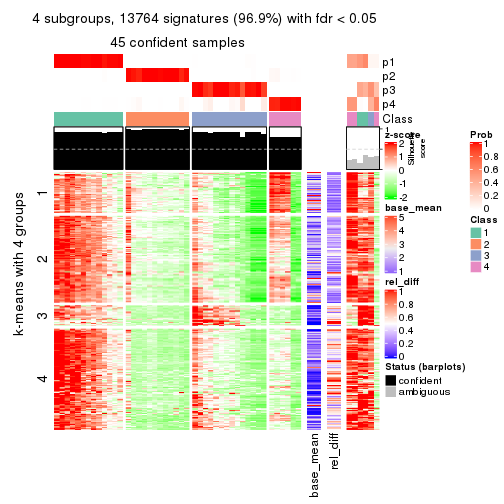 4 subgroups, 13764 signatures (96.9%) with fdr < 0.05
45 confident samples
p1
p2
p3
p4
Class
1
Silhouette
score
k-means with 4 groups
1
2
3
4
base_mean
rel_diff
z-score
2
1
0
-1
-2
base_mean
5
4
3
2
1
rel_diff
1
0.8
0.6
0.4
0.2
0
Status (barplots)
confident
ambiguous
Prob
1
0.8
0.6
0.4
0.2
0
Class
1
2
3
4